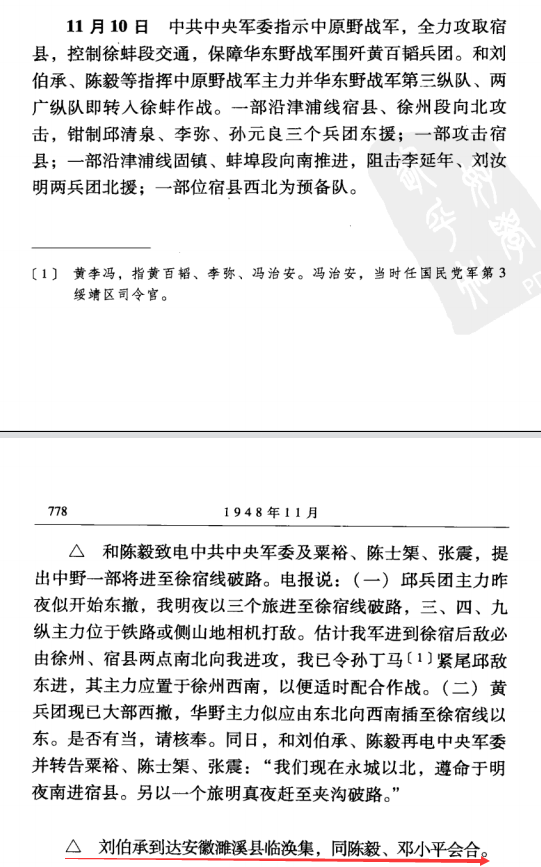 11月10日 中共中央军委指示中原野战军，全力攻取宿
县，控制徐蚌段交通，保障华东野战军围歼黄百韬兵团。和刘
伯承、陈毅等指挥中原野战军主力并华东野战军第三纵队、两
广纵队即转入徐蚌作战。一部沿津浦线宿县、徐州段向北攻
击，钳制邱清泉、李弥、孙元良三个兵团东援；一部攻击宿
县；一部沿津浦线固镇、蚌埠段向南推进，阻击李延年、刘汝
明两兵团北援；一部位宿县西北为预备队。
〔1〕 黄李冯，指黄百韬、李弥、冯治安。冯治安，当时任国民党军第3
绥靖区司令官。
778 1948年11月
△ 和陈毅致电中共中央军委及粟裕、陈士榘、张震，提
出中野一部将进至徐宿线破路。电报说：（一）邱兵团主力昨
夜似开始东撤，我明夜以三个旅进至徐宿线破路，三、四、九
纵主力位于铁路或侧山地相机打敌。估计我军进到徐宿后敌必
由徐州、宿县两点南北向我进攻，我已令孙丁马〔1〕紧尾邱敌
东进，其主力应置于徐州西南，以便适时配合作战。（二）黄
兵团现已大部西撤，华野主力似应由东北向西南插至徐宿线以
东。是否有当，请核奉。同日，和刘伯承、陈毅再电中央军委
并转告粟裕、陈士榘、张震：“我们现在永城以北，遵命于明
夜南进宿县。另以一个旅明真夜赶至夹沟破路。”
△ 刘伯承到达安徽濉溪县临涣集，同陈毅、邓小平会合。